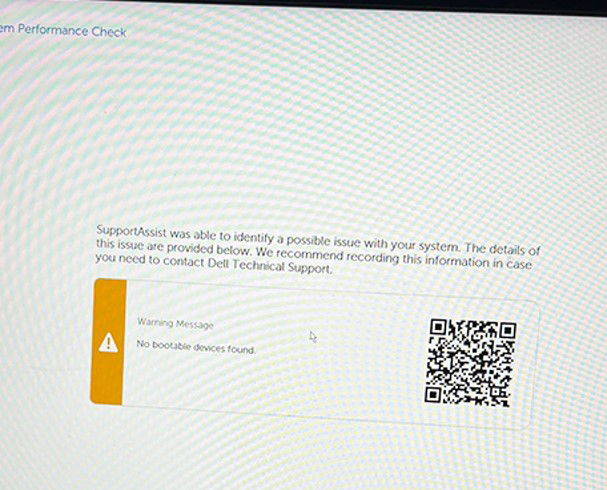 em Performance Check
SupportAssist was able to identify a possible issue with your system. The details of
this issue are provided below. We recommend recording this information in case
you need to contact Dell Technical Support.
Warning Message
No bootable devices found.